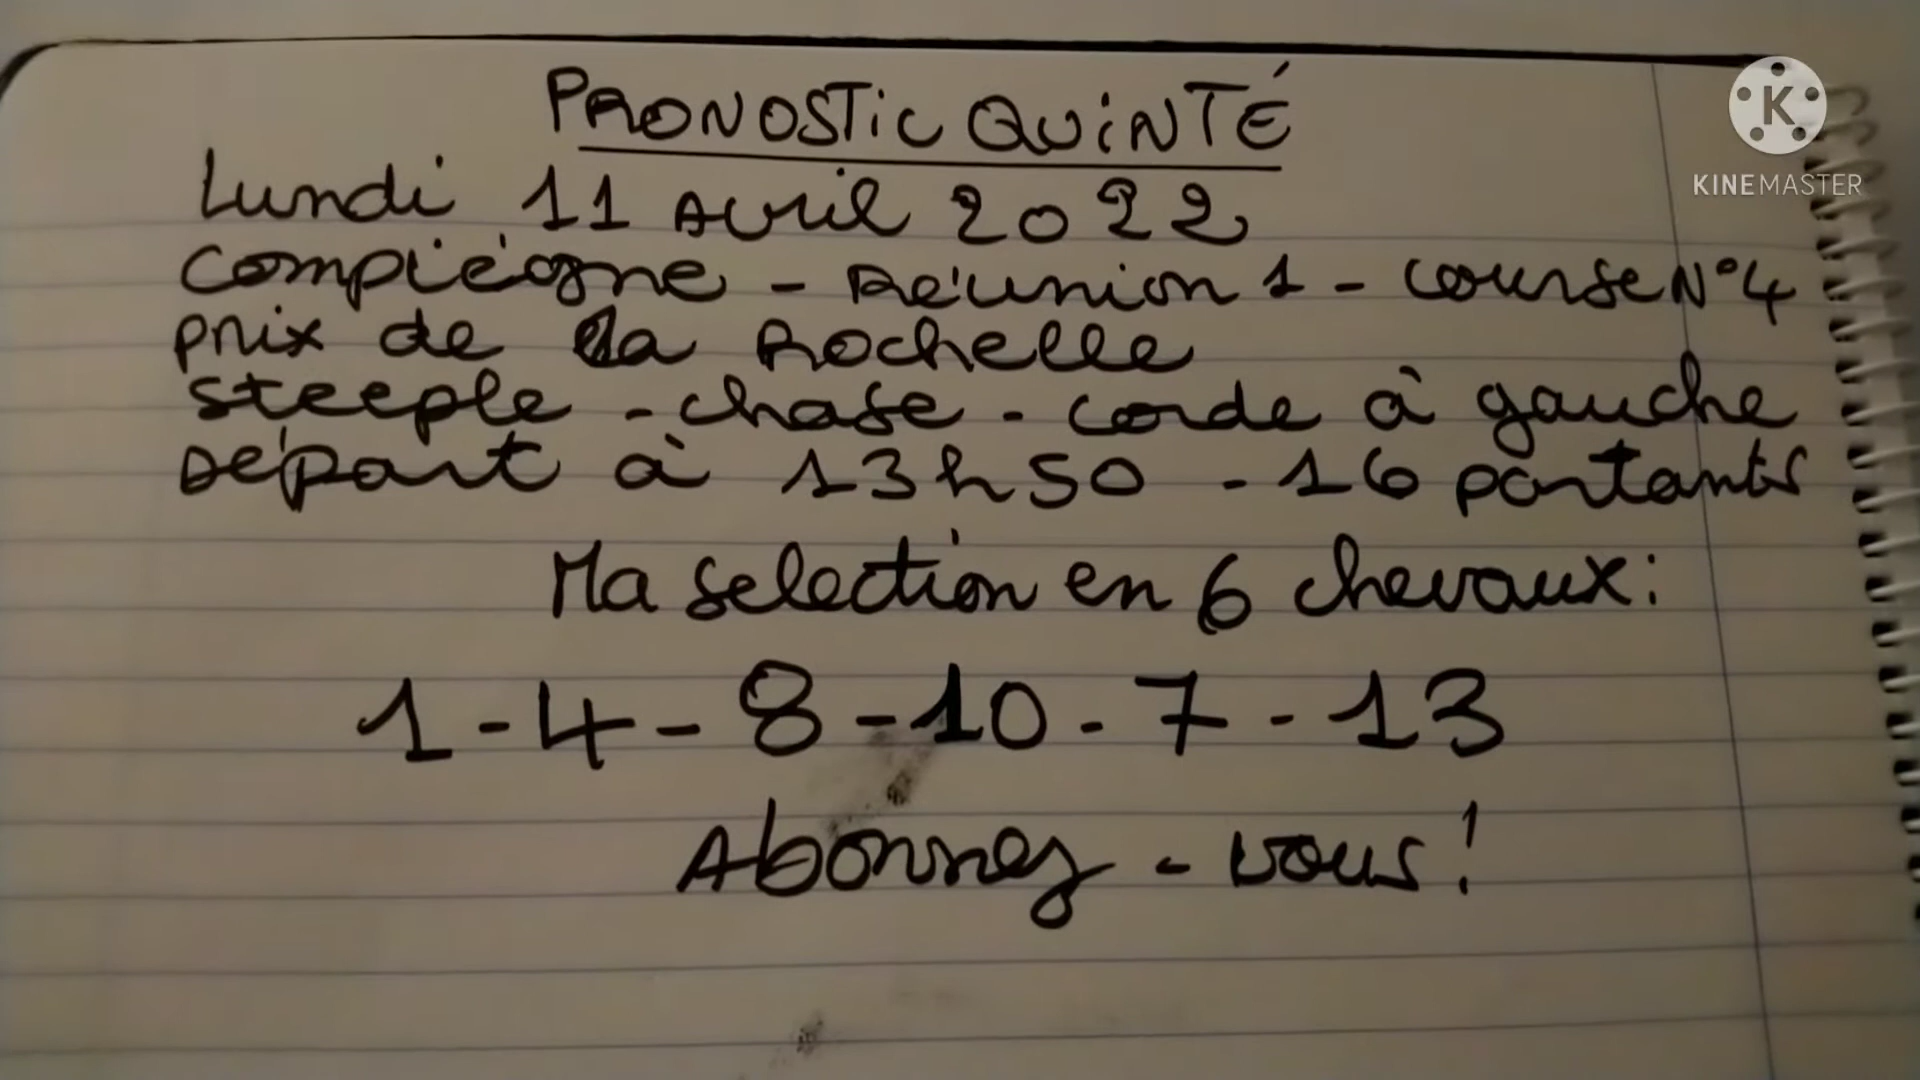 PRONOSTIC QUINTÉ
KINEMASTER
Lundi 11 Avril 2022
Compiégne - Réunion 1 - course N°4
prix de La Rochelle
steeple - chase - corde à gauche
Départ à 13h50 - 16 partants
Ma selection en 6 chevaux :
1 - 4 - 8 - 10 - 7 - 13
Abonnez - vous !